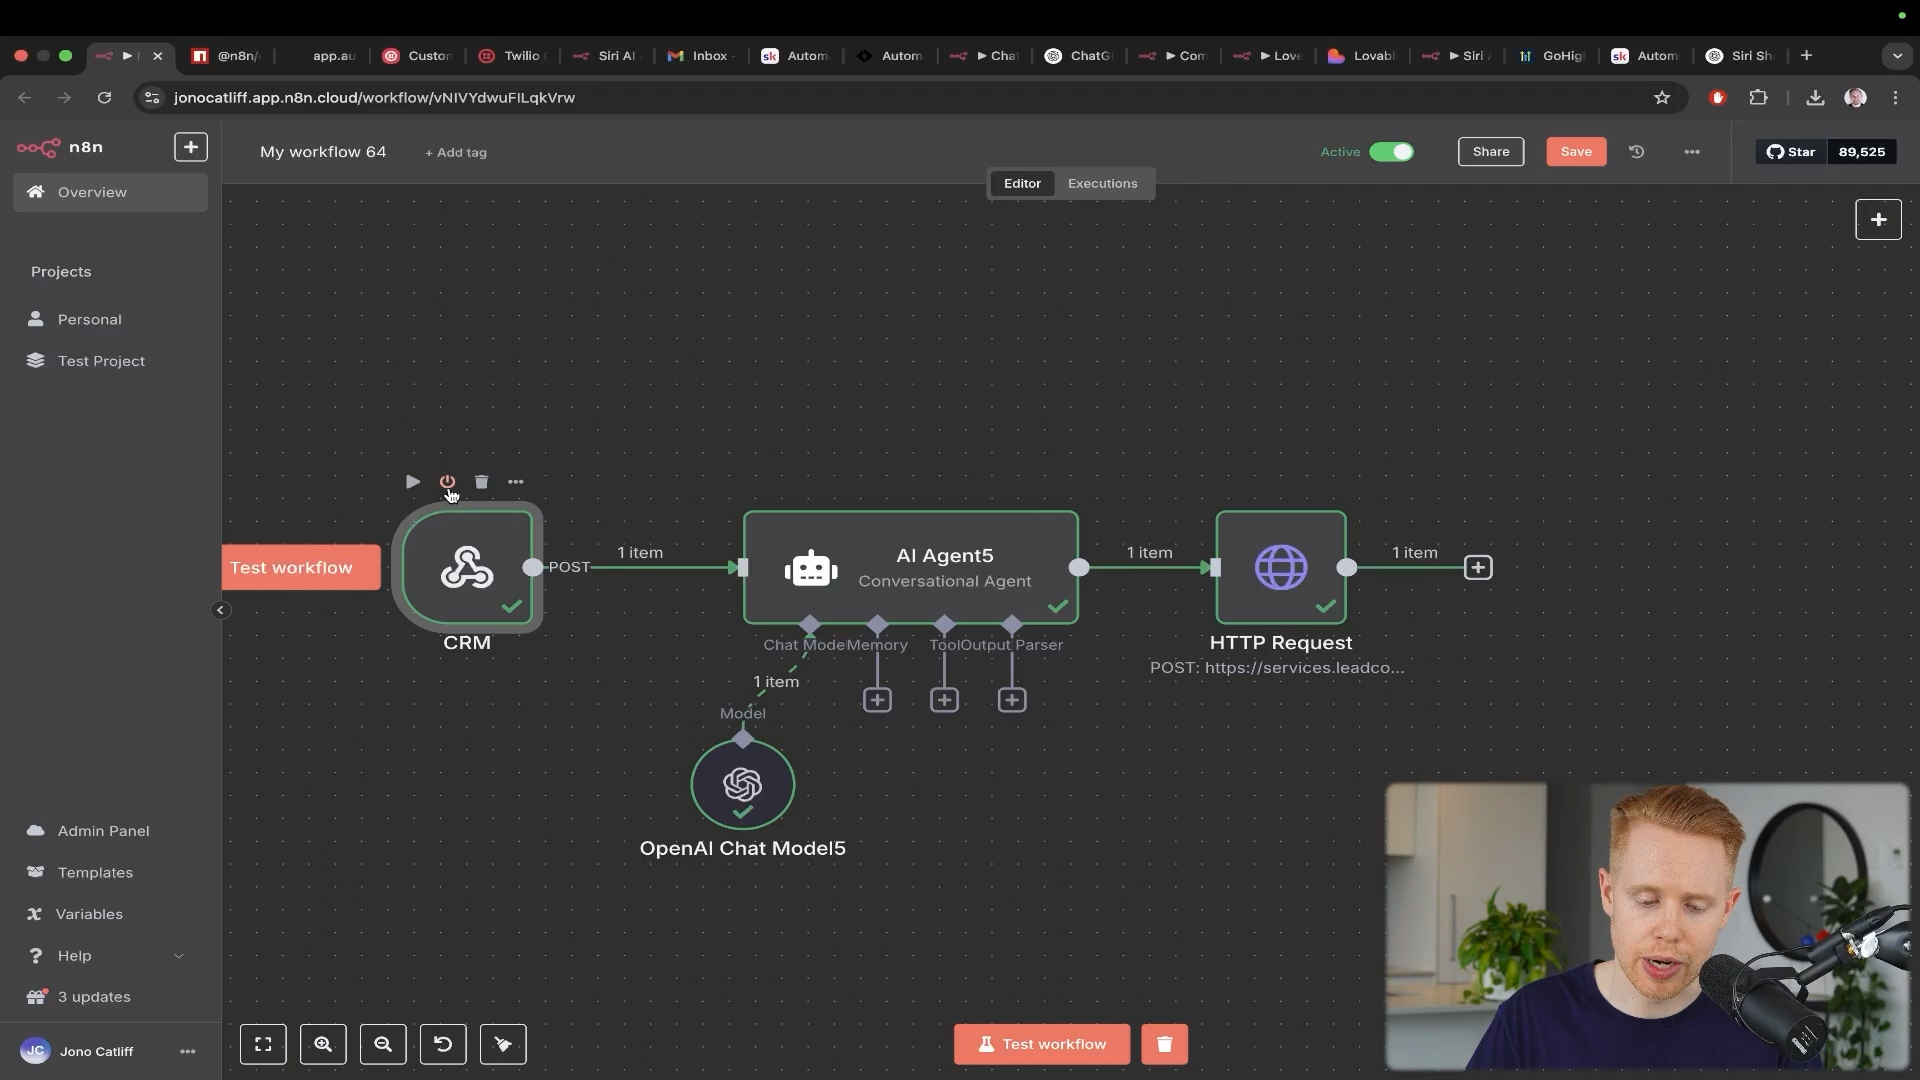 @n8n/
app.au
Custon
Twilio
Siri AI
Inbox -
Autom
Autom
Chat
ChatG
Com
Love
Lovabl
Siri
GoHigl
Autom
Siri Sh
jonocatliff.app.n8n.cloud/workflow/vNIVYdwuFlLqkVrw
n8n
My workflow 64
+ Add tag
Active
Share
Save
Star
89,525
Editor
Executions
Overview
Projects
Personal
Test Project
Test workflow
POST
1 item
AI Agent5
Conversational Agent
1 item
1 item
CRM
Chat Mode
Memory
Tool
Output Parser
HTTP Request
POST: https://services.leadco...
1 item
Model
OpenAI Chat Model5
Admin Panel
Templates
Variables
Help
3 updates
JC
Jono Catliff
Test workflow